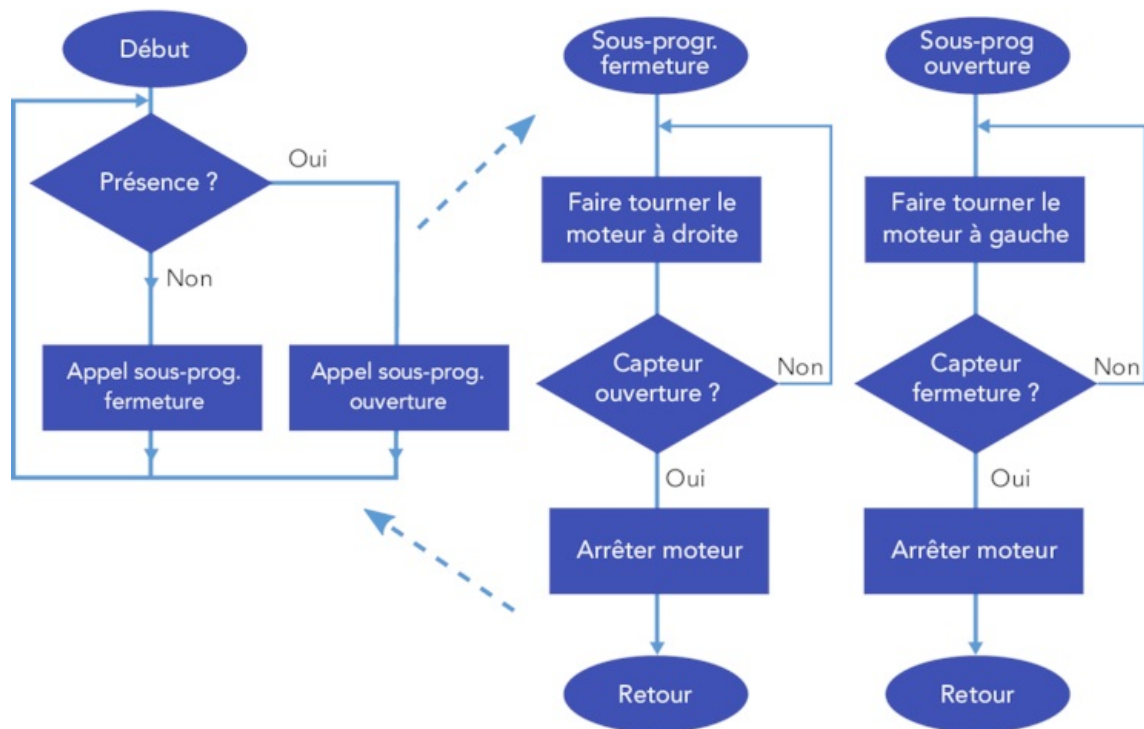 Début
Présence ?
Oui
Non
Appel sous-prog.
fermeture
Appel sous-prog.
ouverture
Sous-progr.
fermeture
Faire tourner le
moteur à droite
Capteur
ouverture ?
Non
Oui
Arrêter moteur
Retour
Sous-prog
ouverture
Faire tourner le
moteur à gauche
Capteur
fermeture ?
Non
Oui
Arrêter moteur
Retour